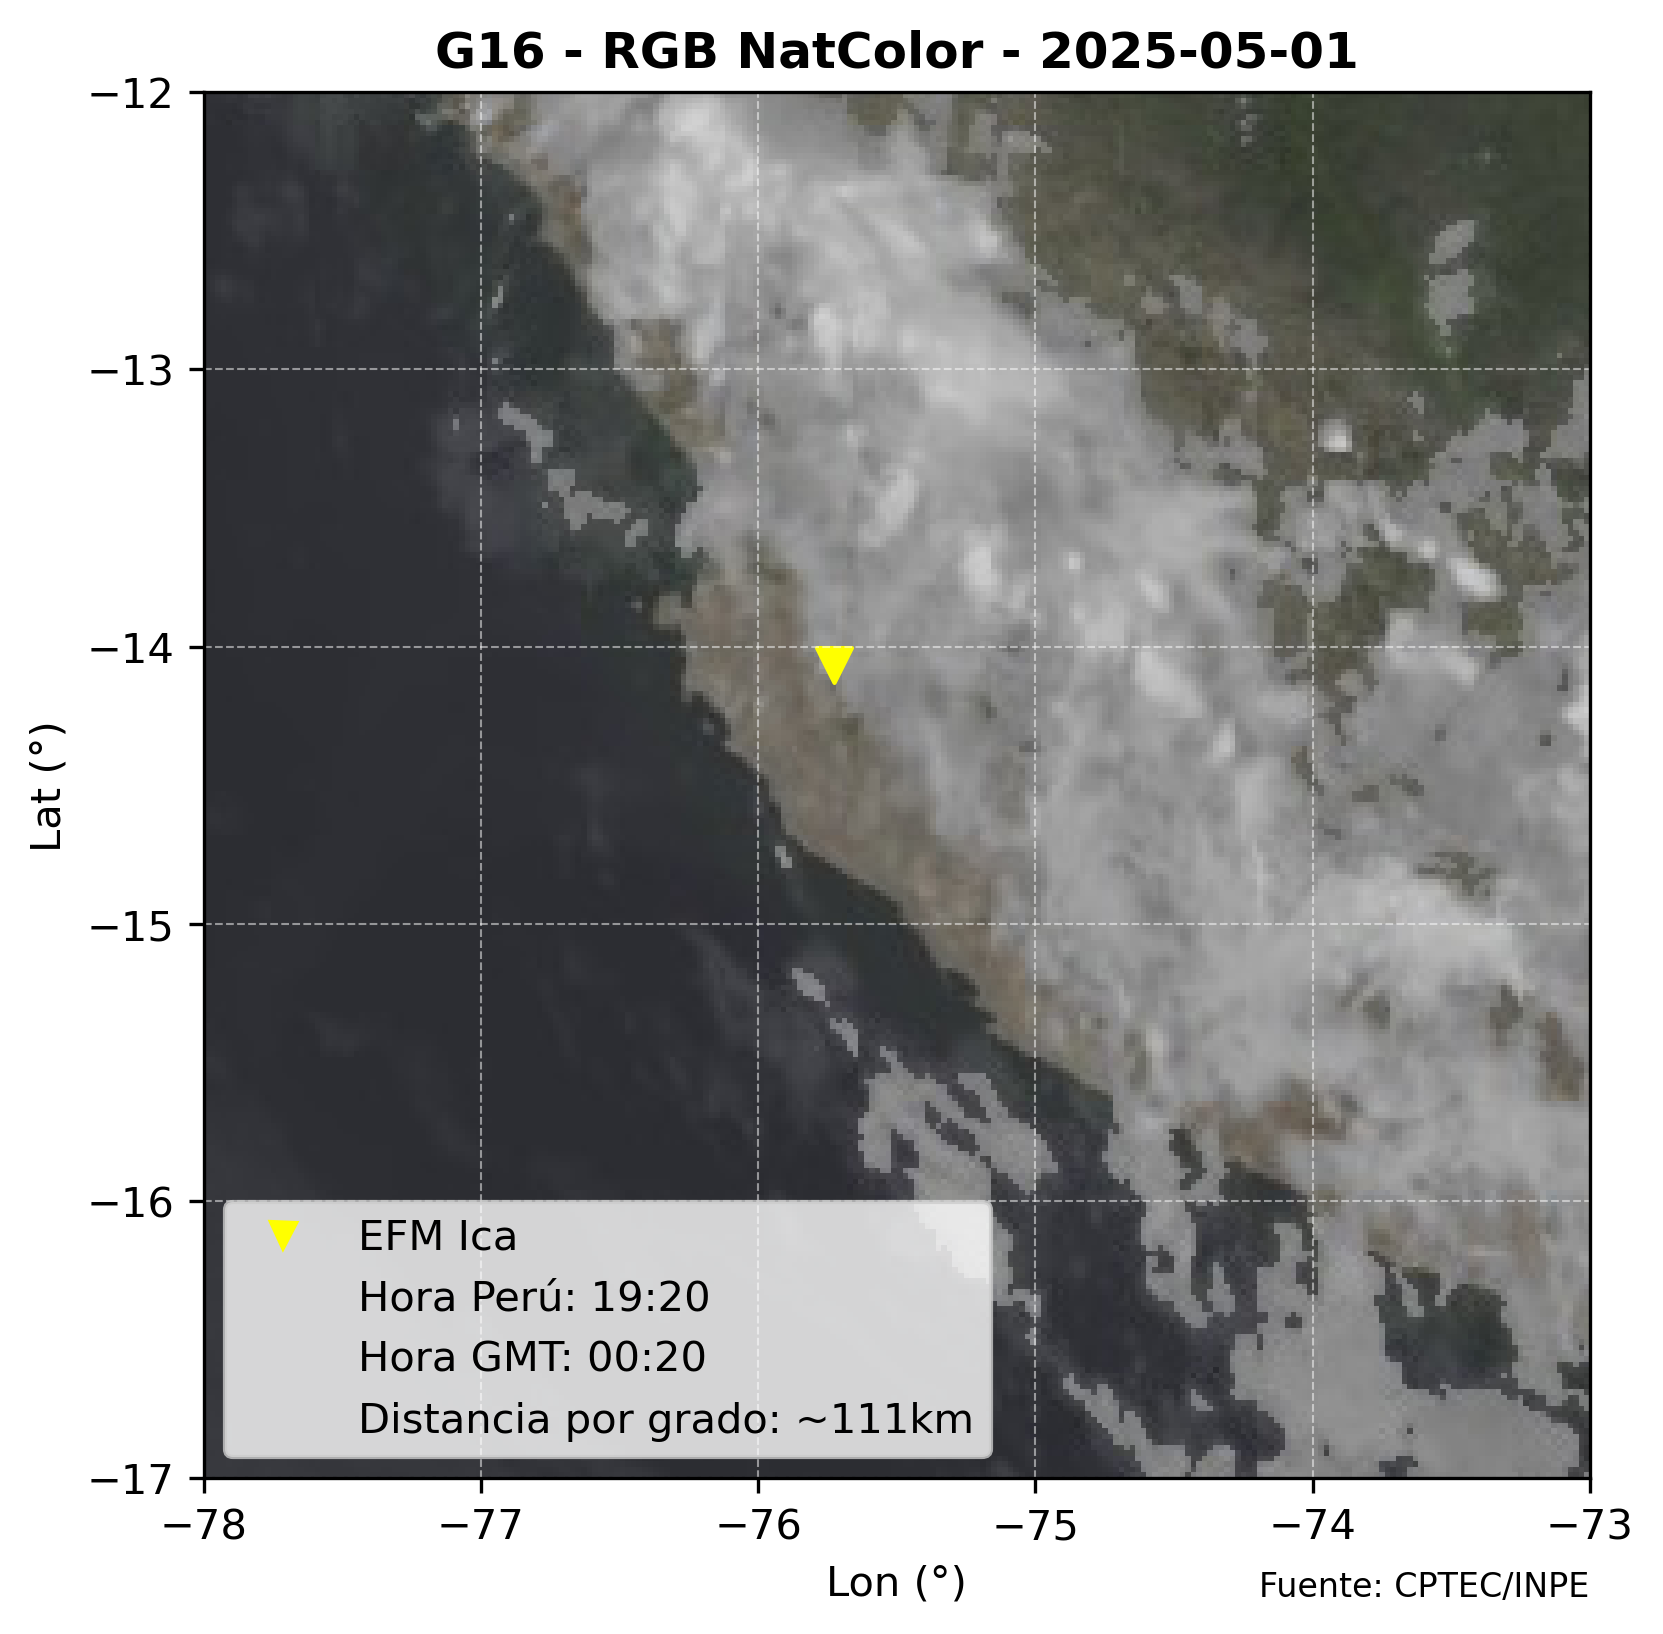 G16 - RGB NatColor - 2025-05-01
−12
−13
−14
−15
−16
−17
Lat (°)
EFM Ica
Hora Perú: 19:20
Hora GMT: 00:20
Distancia por grado: ~111km
−78 −77 −76 −75 −74 −73
Lon (°)
Fuente: CPTEC/INPE